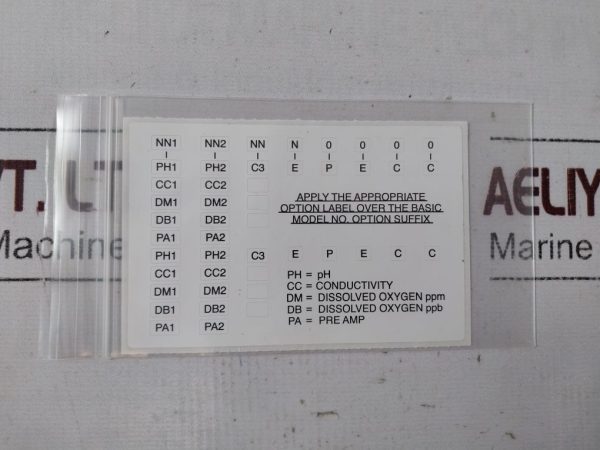 NN1 NN2 NN N 0 0 0 0
PH1 PH2 C3 E P E C C
CC1 CC2
DM1 DM2
DB1 DB2
PA1 PA2
APPLY THE APPROPRIATE
OPTION LABEL OVER THE BASIC
MODEL NO. OPTION SUFFIX
PH1 PH2 C3 E P E C C
CC1 CC2
DM1 DM2
DB1 DB2
PA1 PA2
PH = pH
CC = CONDUCTIVITY
DM = DISSOLVED OXYGEN ppm
DB = DISSOLVED OXYGEN ppb
PA = PRE AMP
VT. LT
Machine
AELIY
Marine